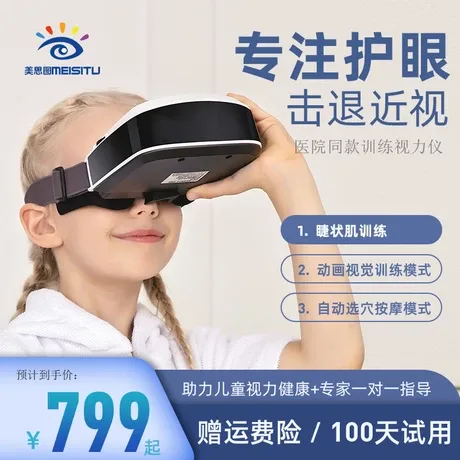 美思图MEISITU
专注护眼
击退近视
医院同款训练视力仪
1. 睫状肌训练
2. 动画视觉训练模式
3. 自动选穴按摩模式
预计到手价：
¥799起
助力儿童视力健康+专家一对一指导
赠运费险 / 100天试用